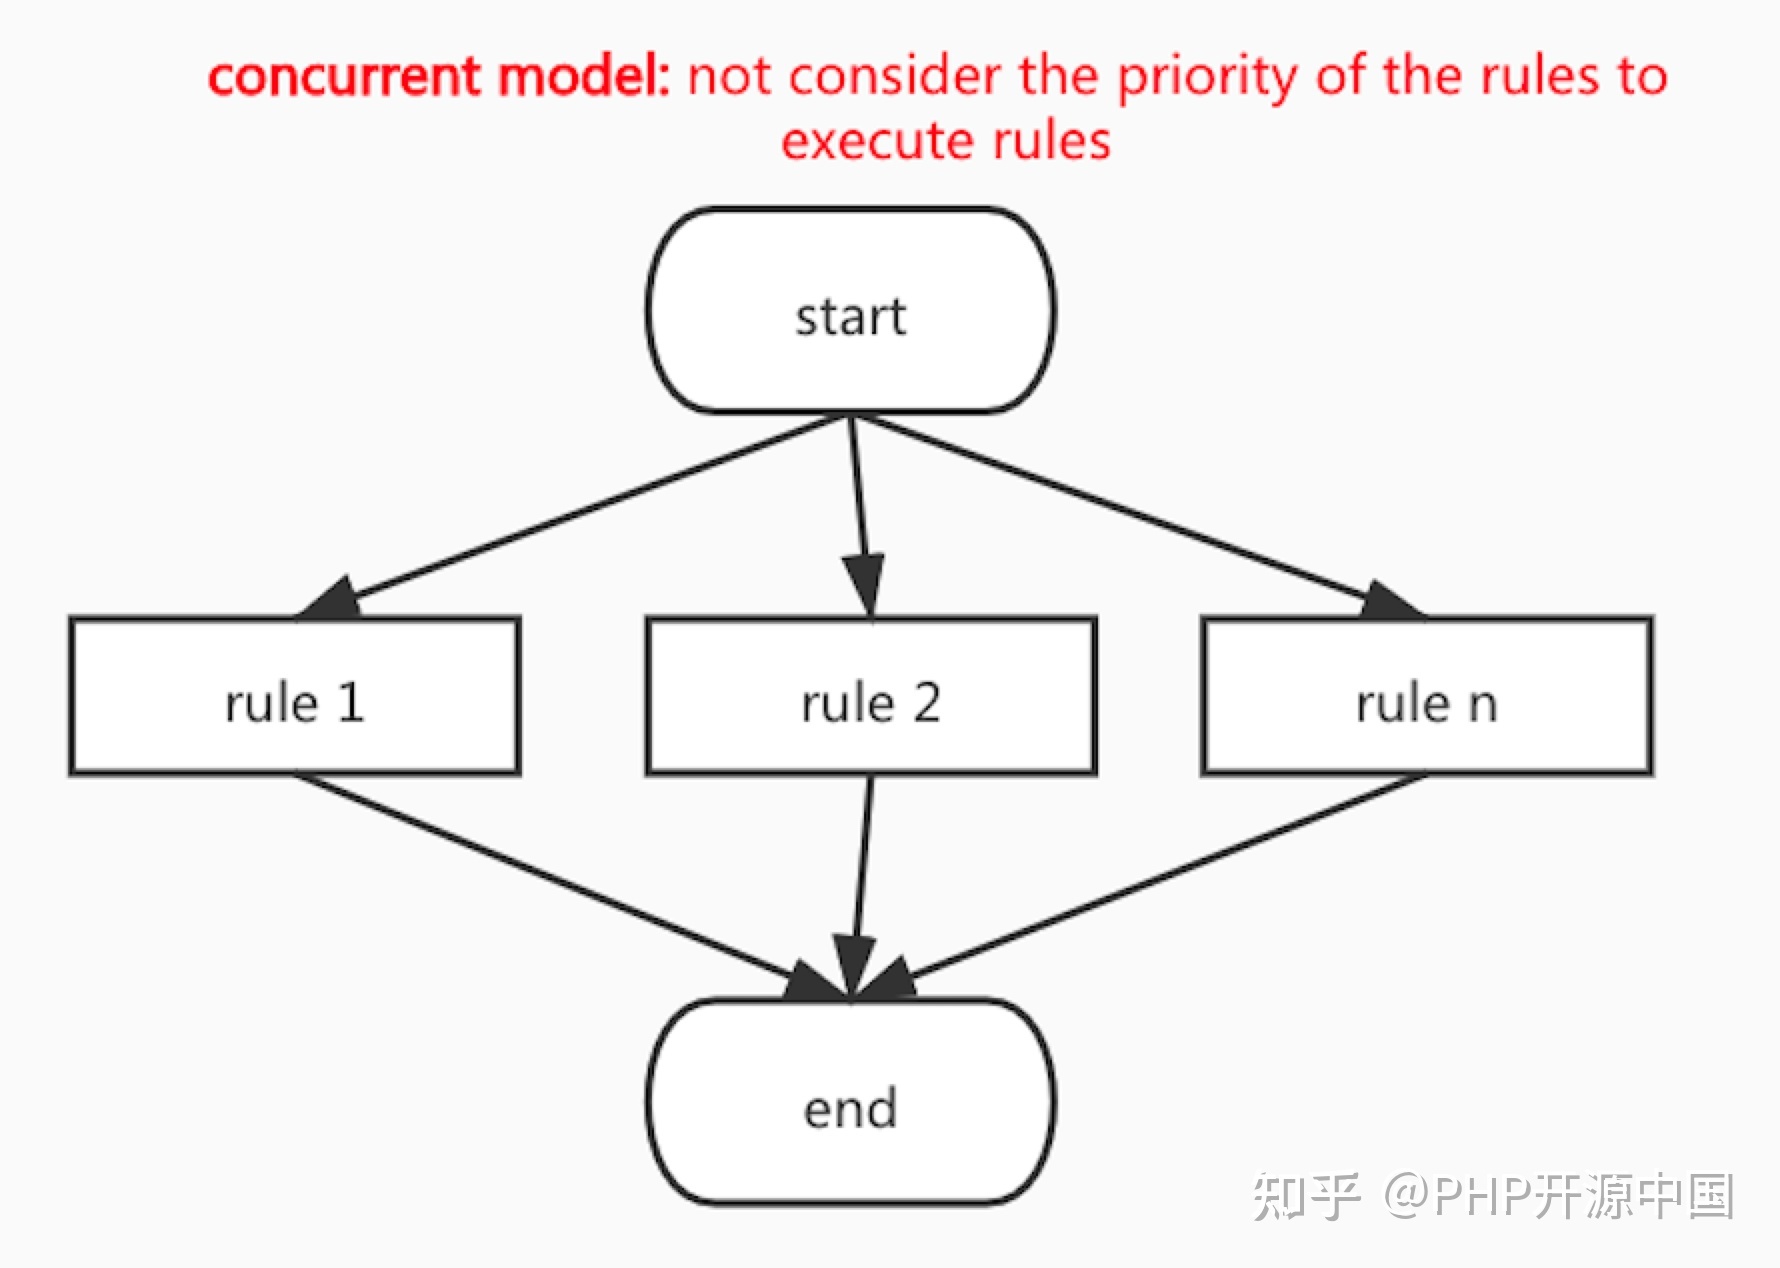 concurrent model: not consider the priority of the rules to
execute rules
start
rule 1
rule 2
rule n
end
知乎 @PHP开源中国